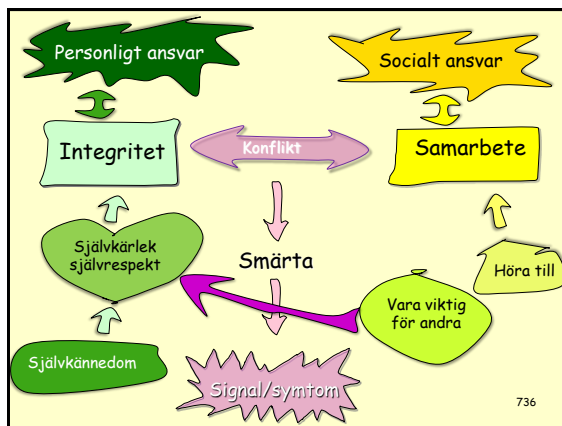 Personligt ansvar
Socialt ansvar
Integritet
Konflikt
Samarbete
Självkärlek
självrespekt
Smärta
Höra till
Vara viktig
för andra
Självkännedom
Signal/symtom
736